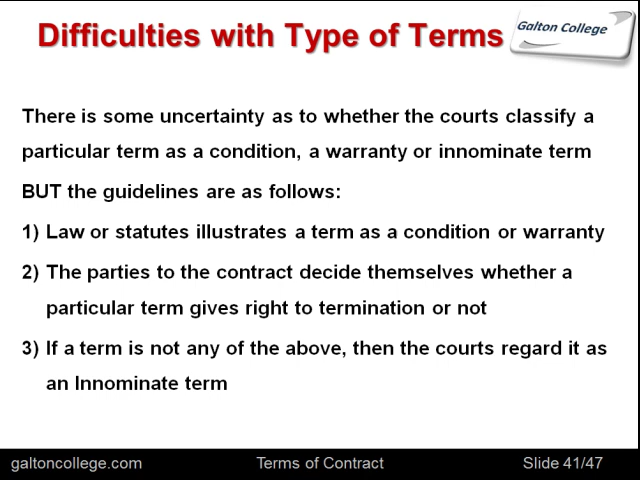 Difficulties with Type of Terms
Galton College
There is some uncertainty as to whether the courts classify a
particular term as a condition, a warranty or innominate term
BUT the guidelines are as follows:
1) Law or statutes illustrates a term as a condition or warranty
2) The parties to the contract decide themselves whether a
particular term gives right to termination or not
3) If a term is not any of the above, then the courts regard it as
an Innominate term
galtoncollege.com
Terms of Contract
Slide 41/47